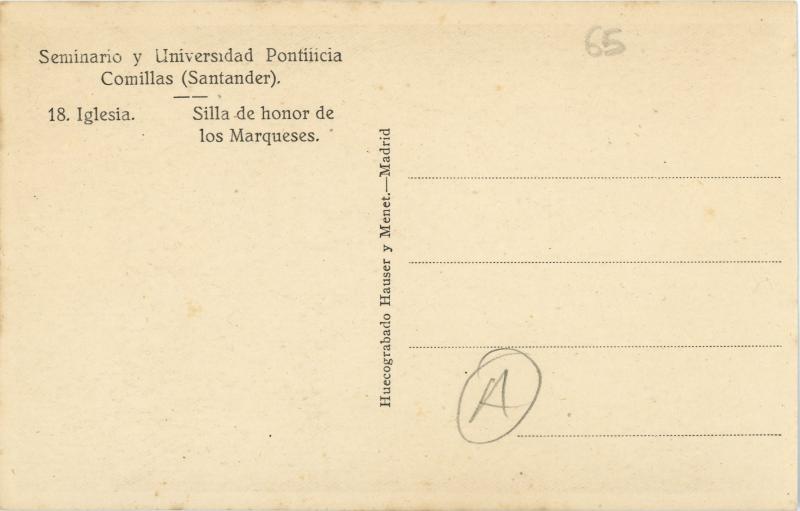 Seminario y Universidad Pontificia
Comillas (Santander).
18. Iglesia. Silla de honor de
los Marqueses.
Huecograbado Hauser y Menet.—Madrid
65
A